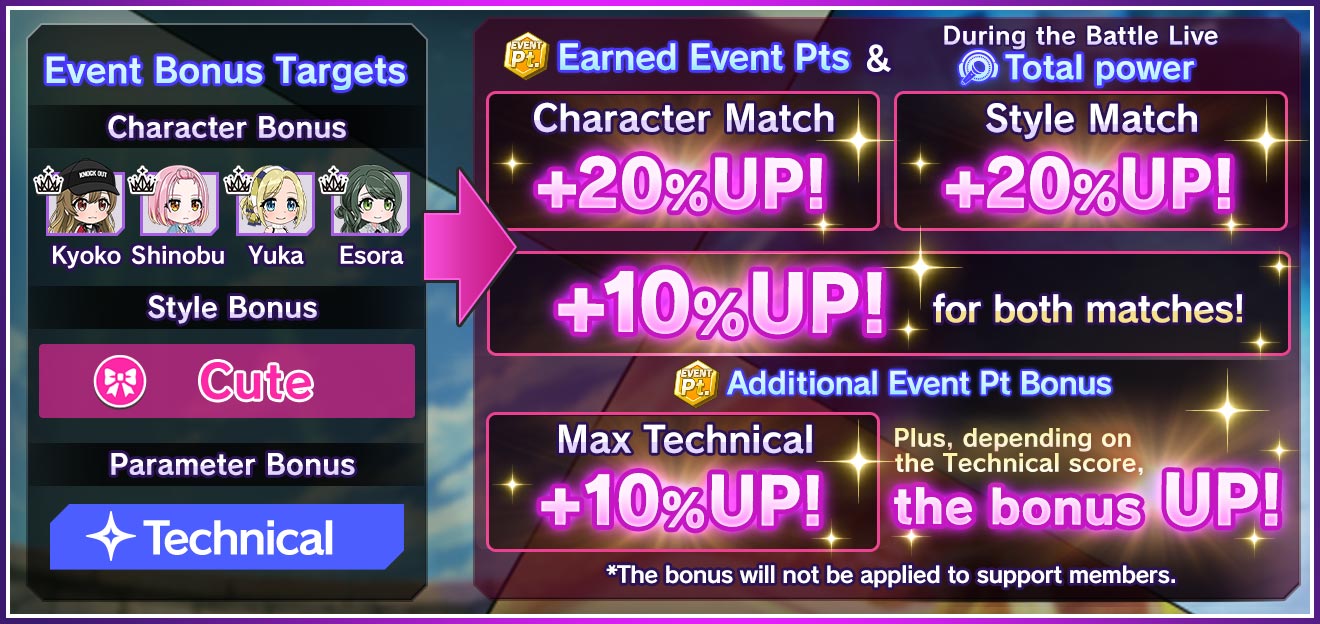 Event Bonus Targets
Character Bonus
KNOCK OUT
Kyoko Shinobu Yuka Esora
Style Bonus
Cute
Parameter Bonus
Technical
EVENT Pt. Earned Event Pts &
During the Battle Live
Total power
Character Match
+20%UP!
Style Match
+20%UP!
+10%UP! for both matches!
EVENT Pt. Additional Event Pt Bonus
Max Technical
+10%UP!
Plus, depending on
the Technical score,
the bonus UP!
*The bonus will not be applied to support members.